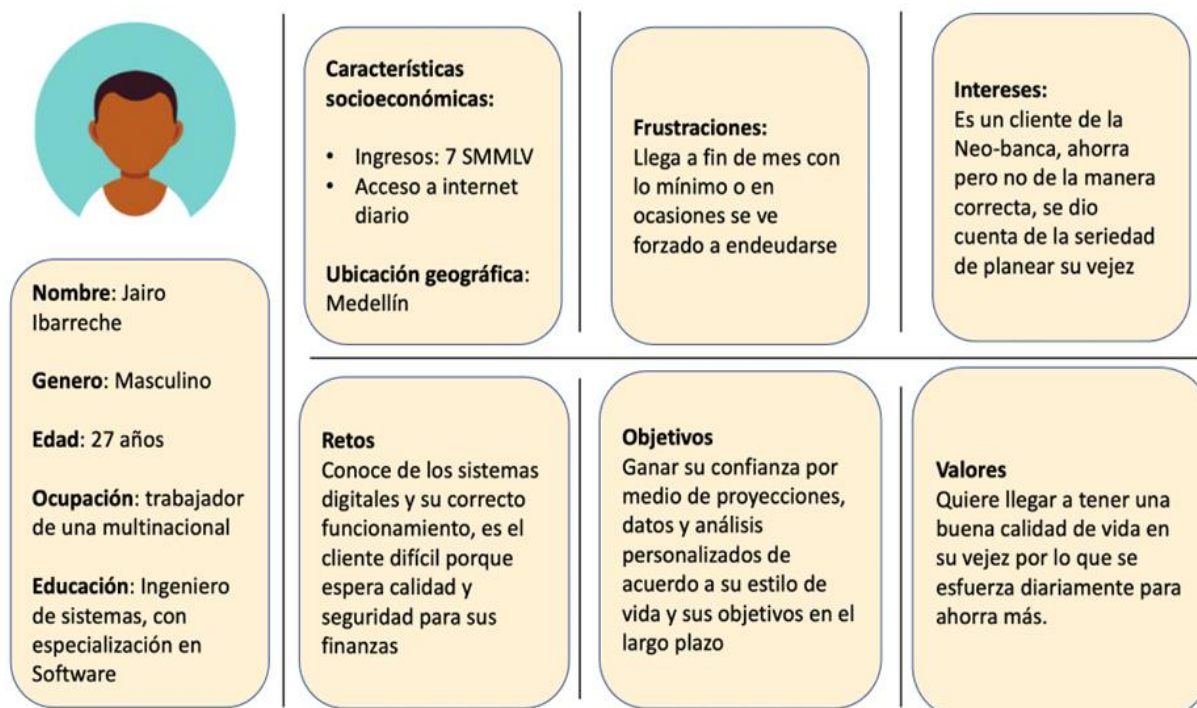 Nombre: Jairo
Ibarreche
Genero: Masculino
Edad: 27 años
Ocupación: trabajador
de una multinacional
Educación: Ingeniero
de sistemas, con
especialización en
Software
Características
socioeconómicas:
• Ingresos: 7 SMMLV
• Acceso a internet
diario
Ubicación geográfica:
Medellín
Frustraciones:
Llega a fin de mes con
lo mínimo o en
ocasiones se ve
forzado a endeudarse
Intereses:
Es un cliente de la
Neo-banca, ahorra
pero no de la manera
correcta, se dio
cuenta de la seriedad
de planear su vejez
Retos
Conoce de los sistemas
digitales y su correcto
funcionamiento, es el
cliente difícil porque
espera calidad y
seguridad para sus
finanzas
Objetivos
Ganar su confianza por
medio de proyecciones,
datos y análisis
personalizados de
acuerdo a su estilo de
vida y sus objetivos en el
largo plazo
Valores
Quiere llegar a tener una
buena calidad de vida en
su vejez por lo que se
esfuerza diariamente para
ahorra más.